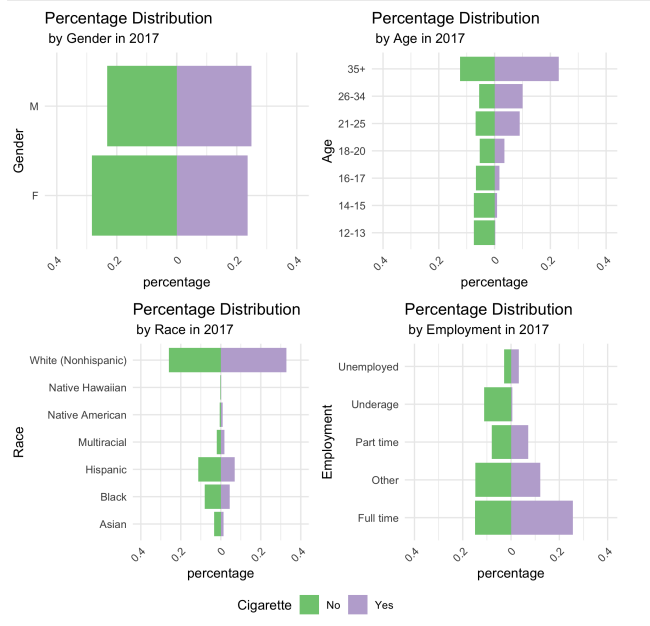 Percentage Distribution
by Gender in 2017
M
F
Gender
0.4
0.2
0
0.2
0.4
percentage
Percentage Distribution
by Age in 2017
35+
26-34
21-25
18-20
16-17
14-15
12-13
Age
0.4
0.2
0
0.2
0.4
percentage
Percentage Distribution
by Race in 2017
White (Nonhispanic)
Native Hawaiian
Native American
Multiracial
Hispanic
Black
Asian
Race
0.4
0.2
0
0.2
0.4
percentage
Percentage Distribution
by Employment in 2017
Unemployed
Underage
Part time
Other
Full time
Employment
0.4
0.2
0
0.2
0.4
percentage
Cigarette No Yes